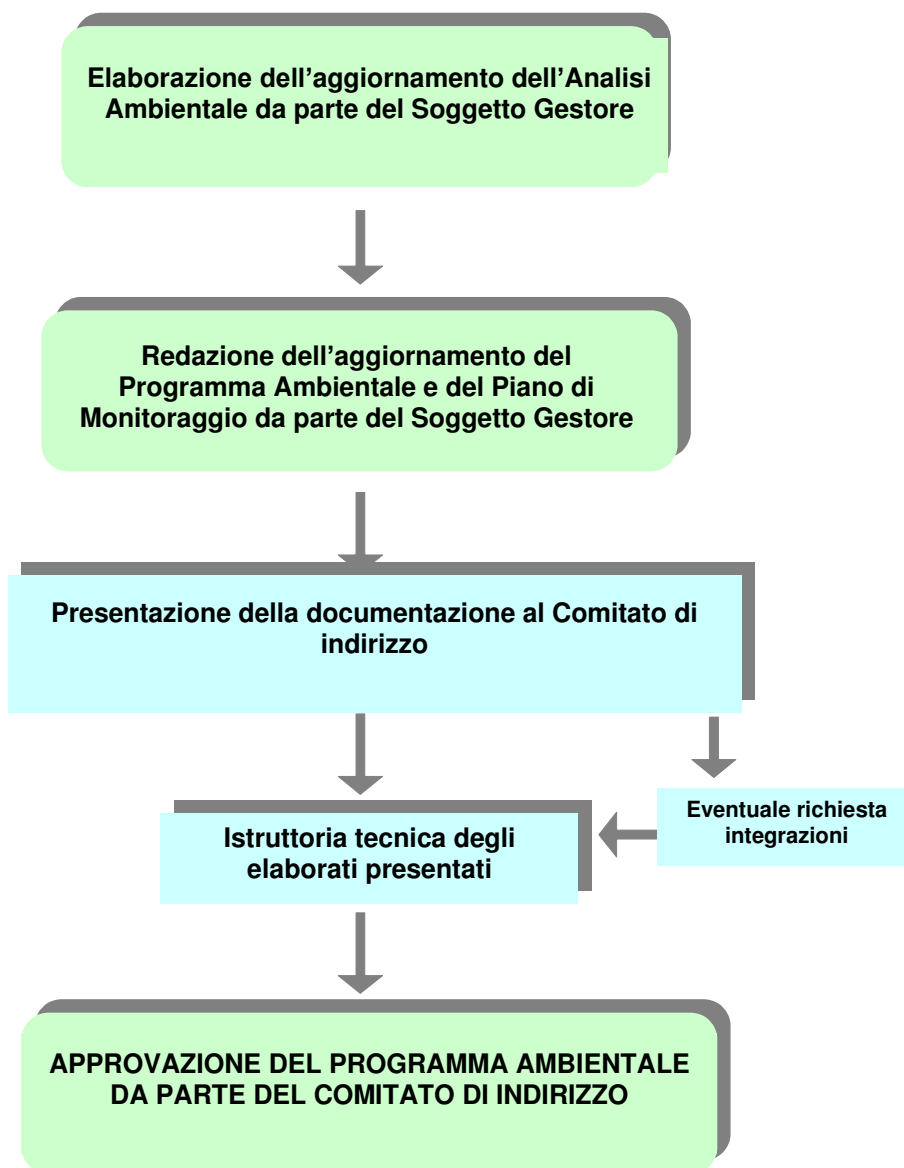 Elaborazione dell’aggiornamento dell’Analisi
Ambientale da parte del Soggetto Gestore
Redazione dell’aggiornamento del
Programma Ambientale e del Piano di
Monitoraggio da parte del Soggetto Gestore
Presentazione della documentazione al Comitato di
indirizzo
Eventuale richiesta
integrazioni
Istruttoria tecnica degli
elaborati presentati
APPROVAZIONE DEL PROGRAMMA AMBIENTALE
DA PARTE DEL COMITATO DI INDIRIZZO